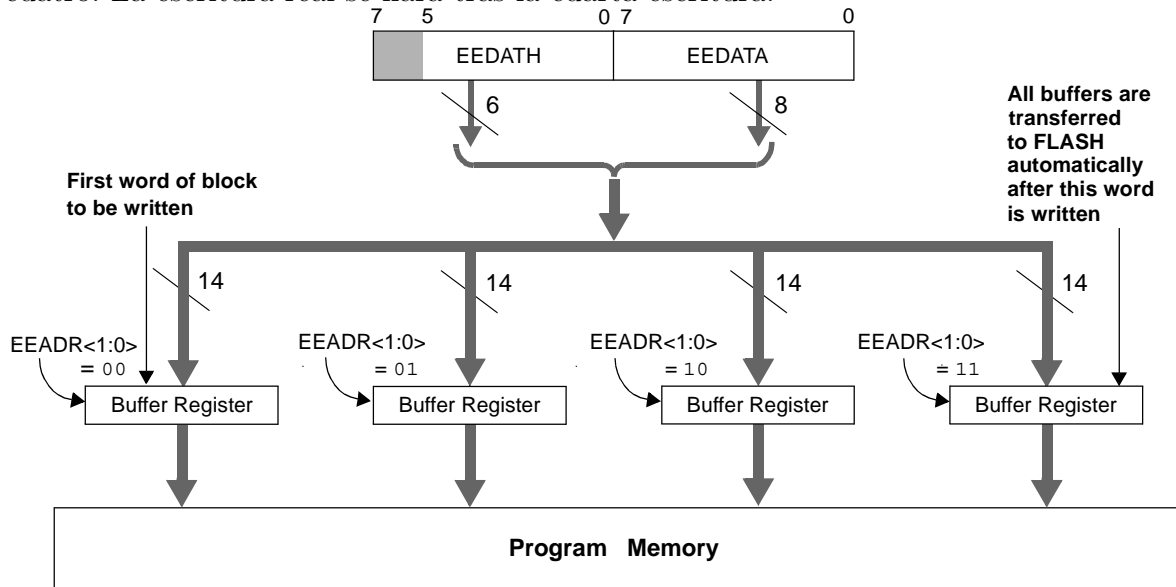 7 5 0 7 0
EEDATH EEDATA
6 8
All buffers are
transferred
to FLASH
automatically
after this word
is written
First word of block
to be written
14 14 14 14
EEADR<1:0>
= 00
EEADR<1:0>
= 01
EEADR<1:0>
= 10
EEADR<1:0>
= 11
Buffer Register Buffer Register Buffer Register Buffer Register
Program Memory